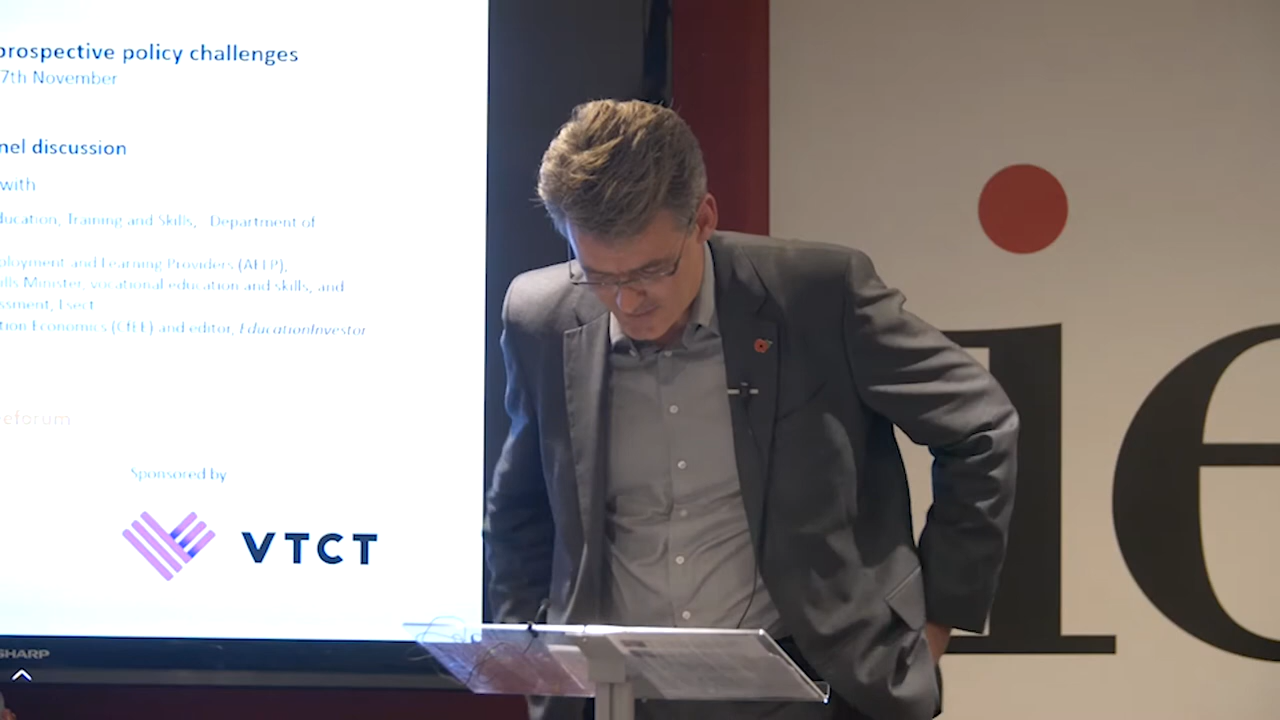 prospective policy challenges
7th November
nel discussion
with
ducation, Training and Skills, Department of
ployment and Learning Providers (AELP),
ills Minister, vocational education and skills, and
ssment, Tsect
tion Economics (CfEE) and editor, EducationInvestor
eforum
Sponsored by
VTCT
SHARP
ie